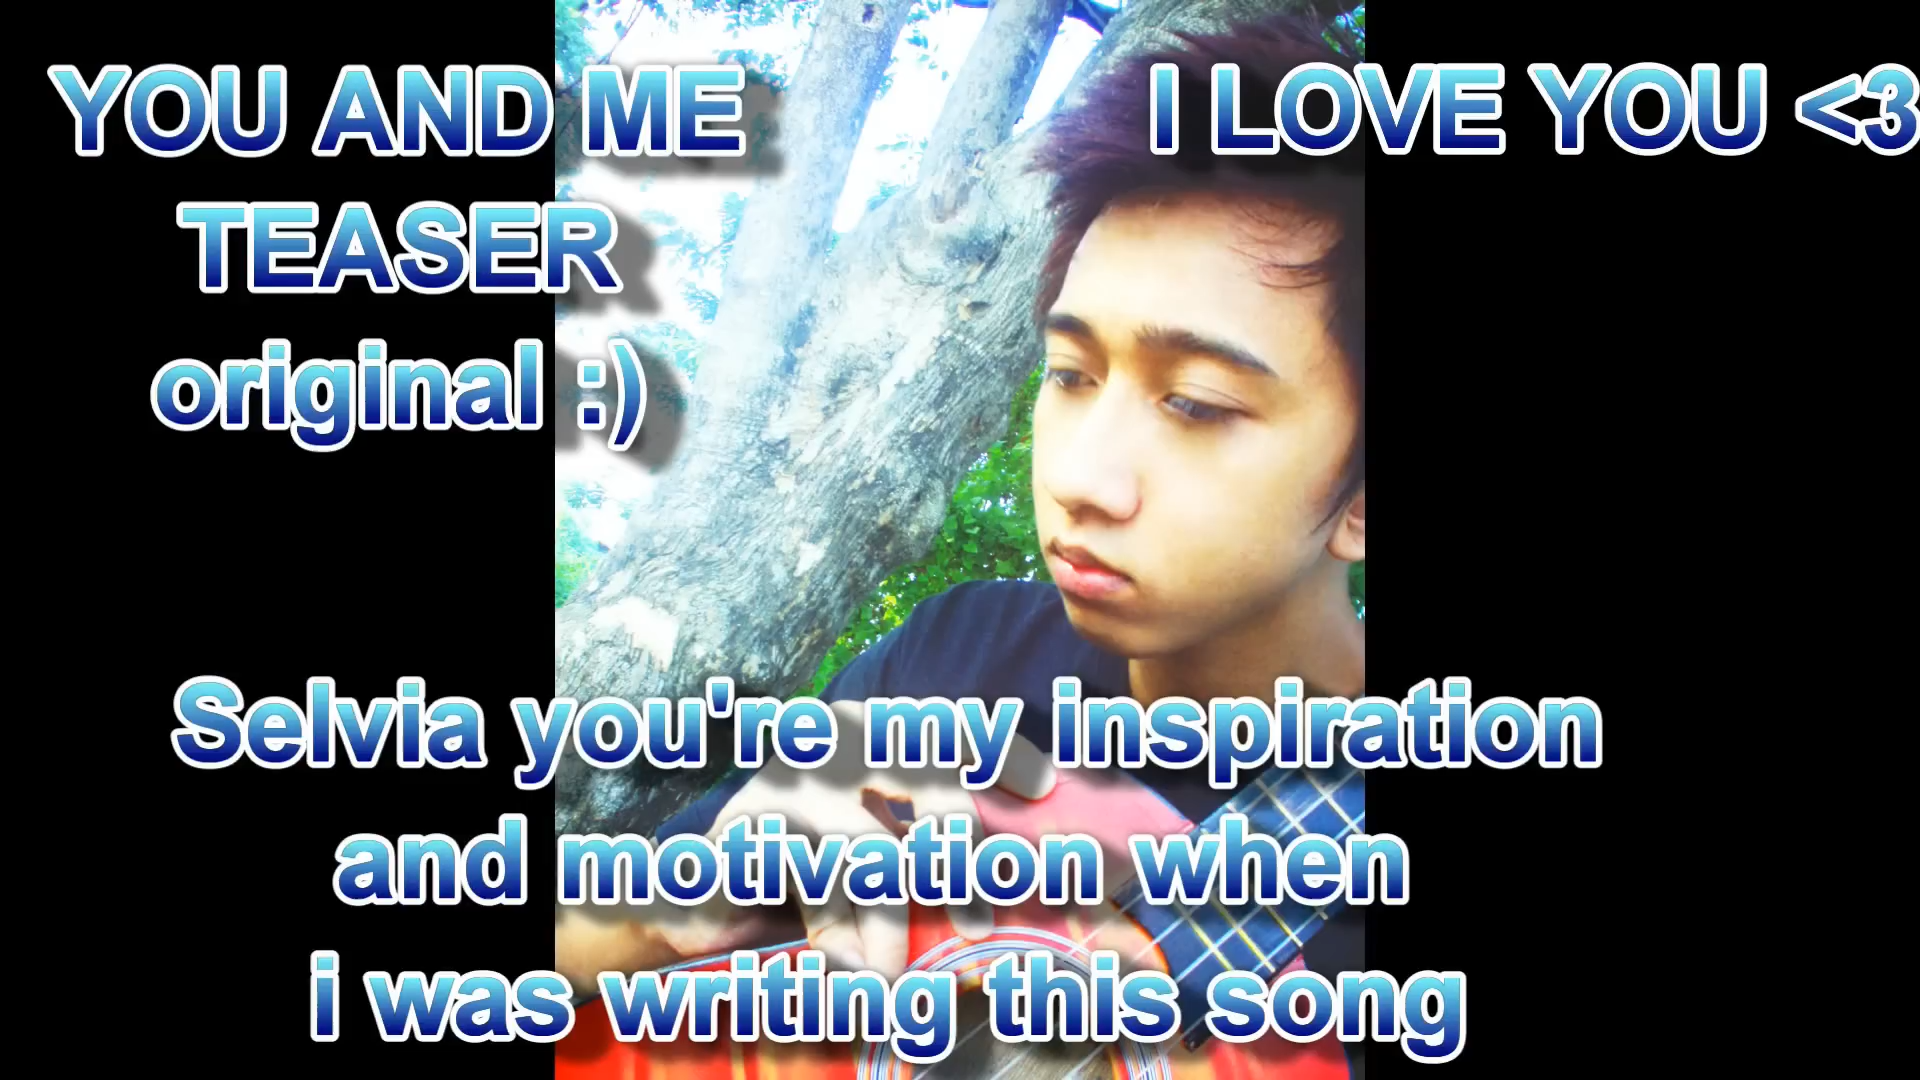 YOU AND ME
TEASER
original :)
I LOVE YOU <3
Selvia you're my inspiration
and motivation when
i was writing this song